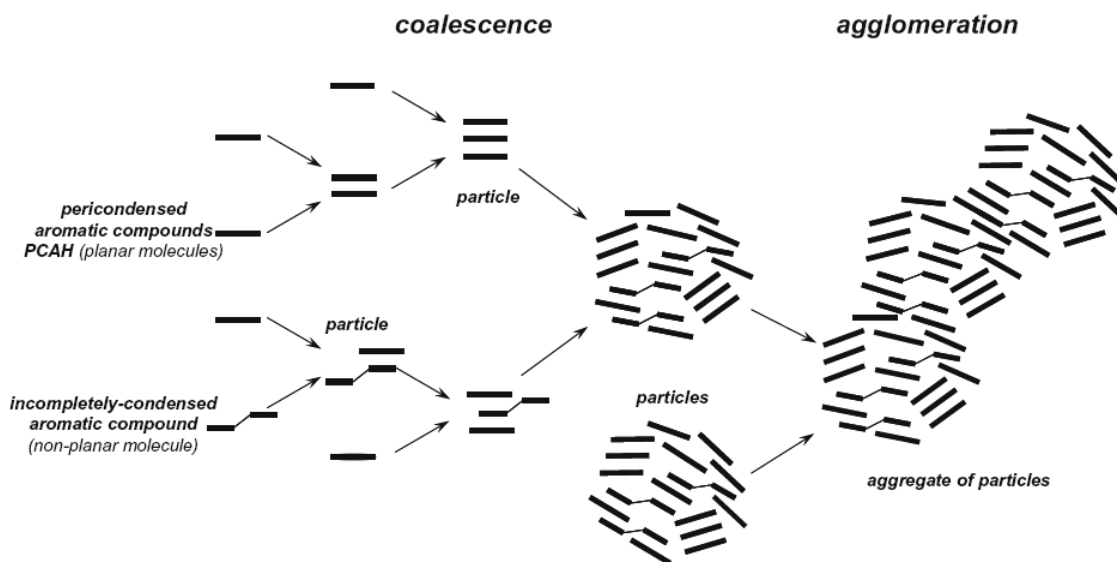 coalescence
agglomeration
particle
pericondensed
aromatic compounds
PCAH (planar molecules)
particle
incompletely-condensed
aromatic compound
(non-planar molecule)
particles
aggregate of particles